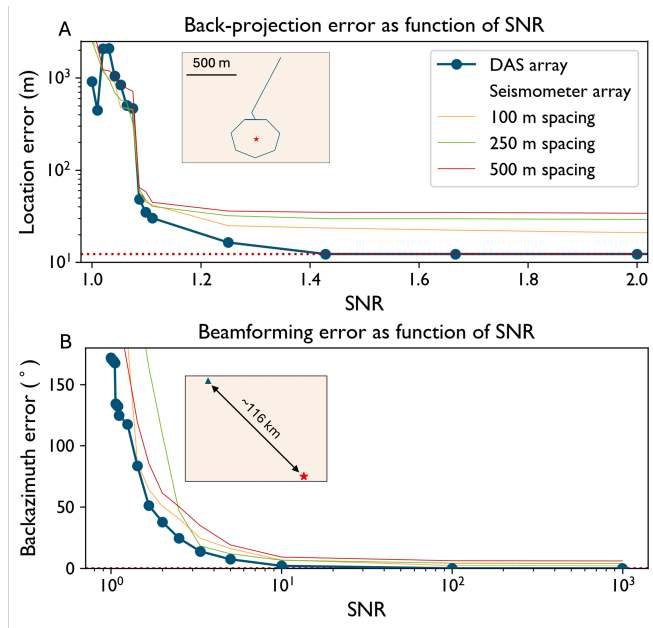 A
Back-projection error as function of SNR
Location error (m)
10³
10²
10¹
500 m
DAS array
Seismometer array
100 m spacing
250 m spacing
500 m spacing
1.0 1.2 1.4 1.6 1.8 2.0
SNR
B
Beamforming error as function of SNR
Backazimuth error (°)
150
100
50
0
~116 km
10⁰ 10¹ 10² 10³
SNR